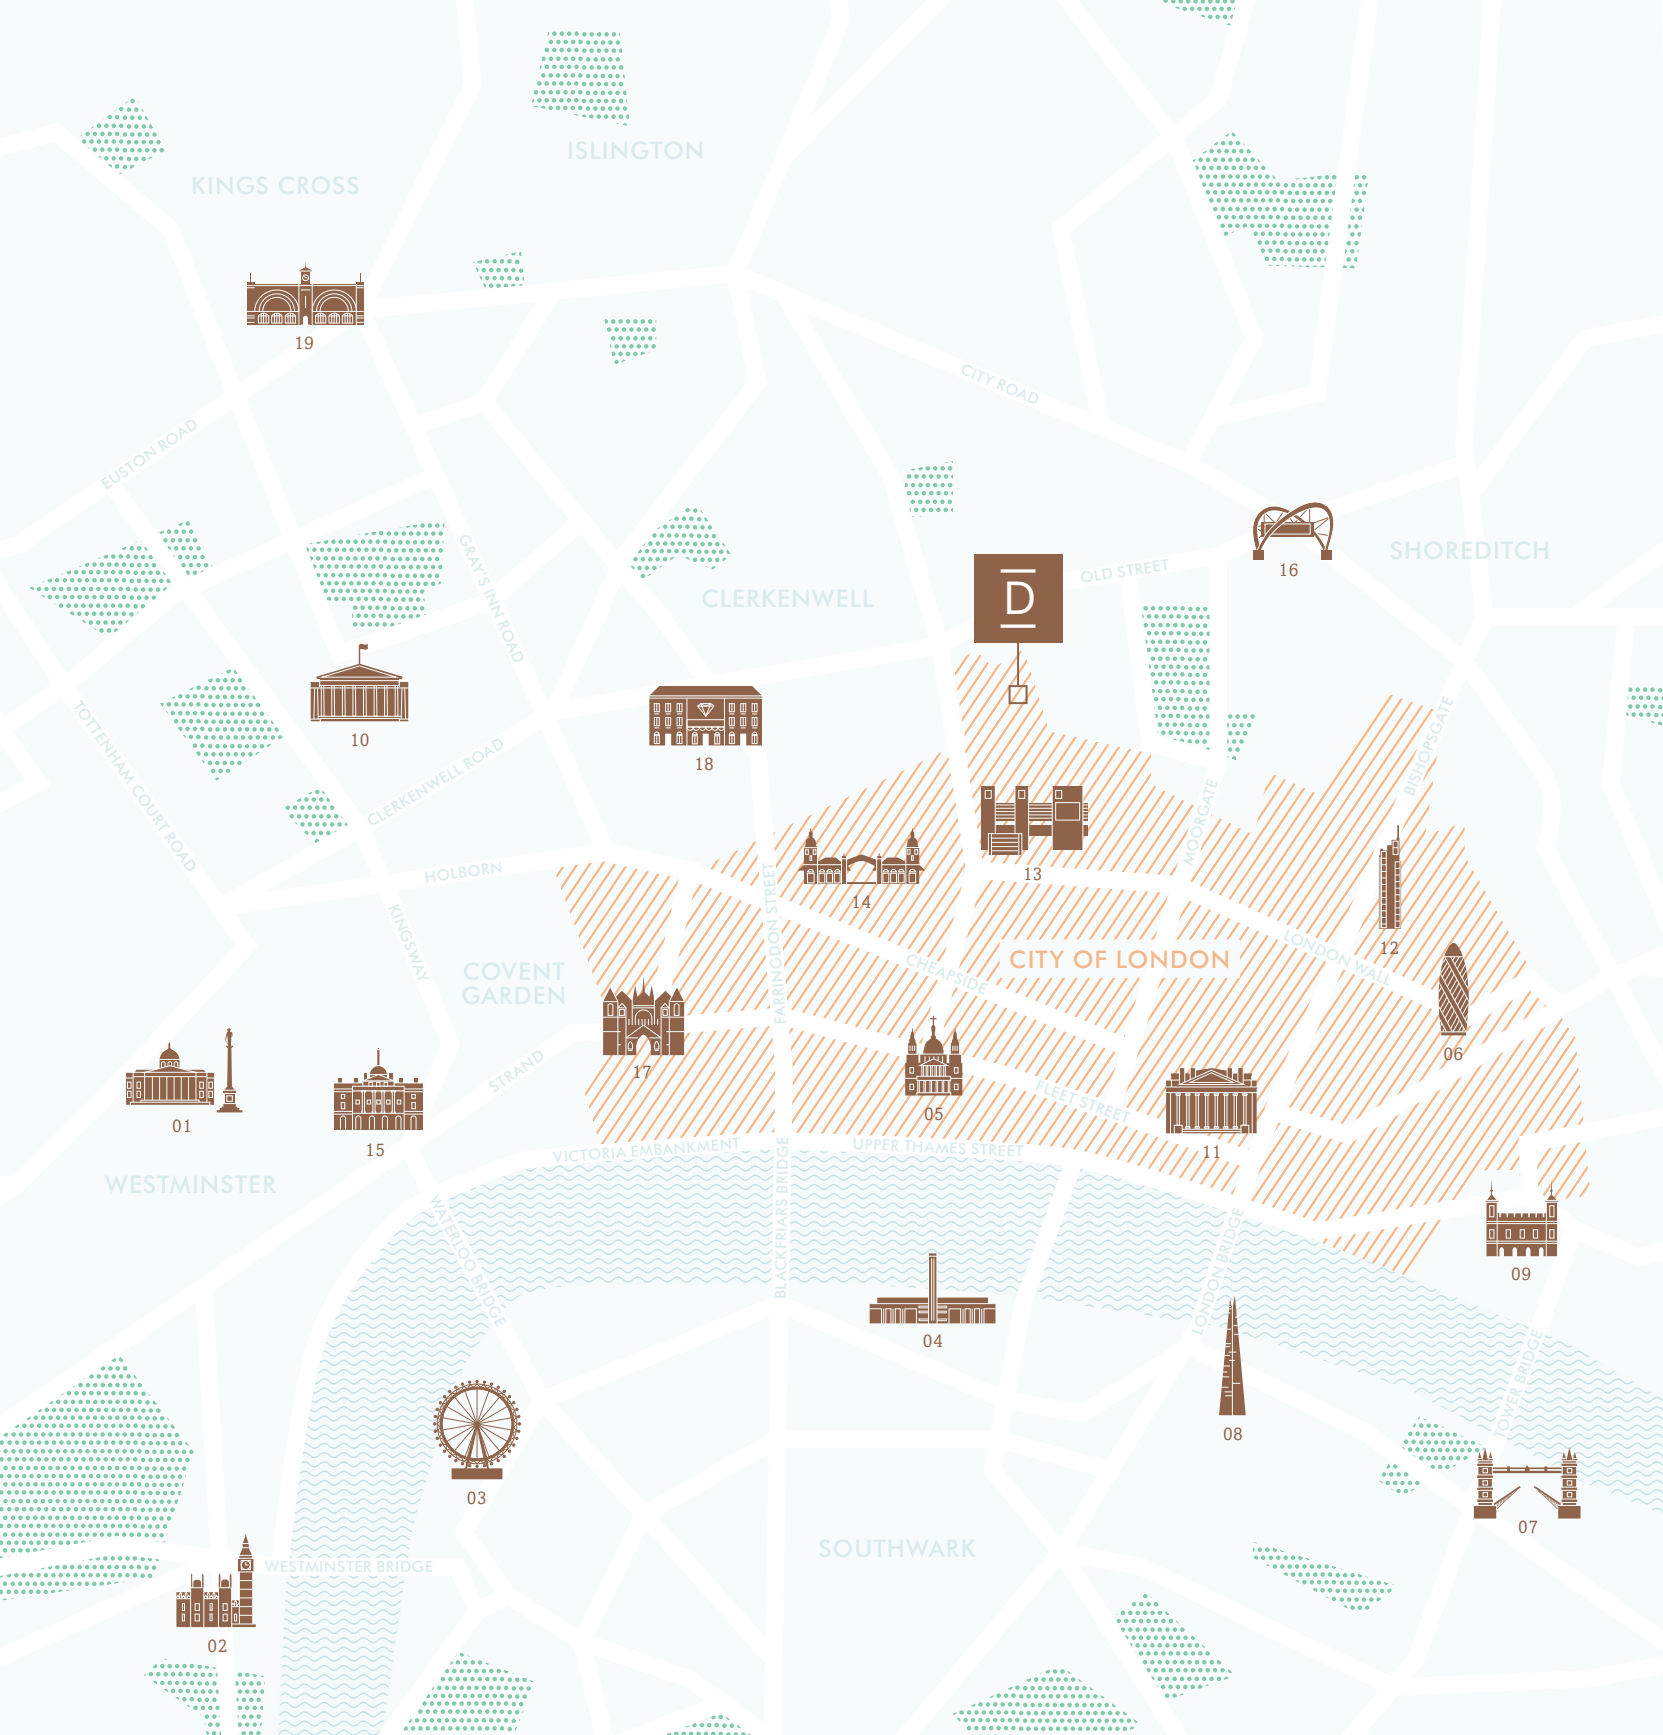 ISLINGTON
KINGS CROSS
19
CITY ROAD
EUSTON ROAD
16
SHOREDITCH
OLD STREET
D
GRAY'S INN ROAD
CLERKENWELL
10
18
TOTTENHAM COURT ROAD
CLERKENWELL ROAD
BISHOPSGATE
MOORGATE
HOLBORN
13
14
FARRINGDON STREET
KINGSWAY
12
LONDON WALL
CITY OF LONDON
CHEAPSIDE
COVENT
GARDEN
06
17
STRAND
05
FLEET STREET
01
15
11
VICTORIA EMBANKMENT
UPPER THAMES STREET
WESTMINSTER
BLACKFRIARS BRIDGE
WATERLOO BRIDGE
LONDON BRIDGE
09
04
TOWER BRIDGE
08
03
07
SOUTHWARK
WESTMINSTER BRIDGE
02